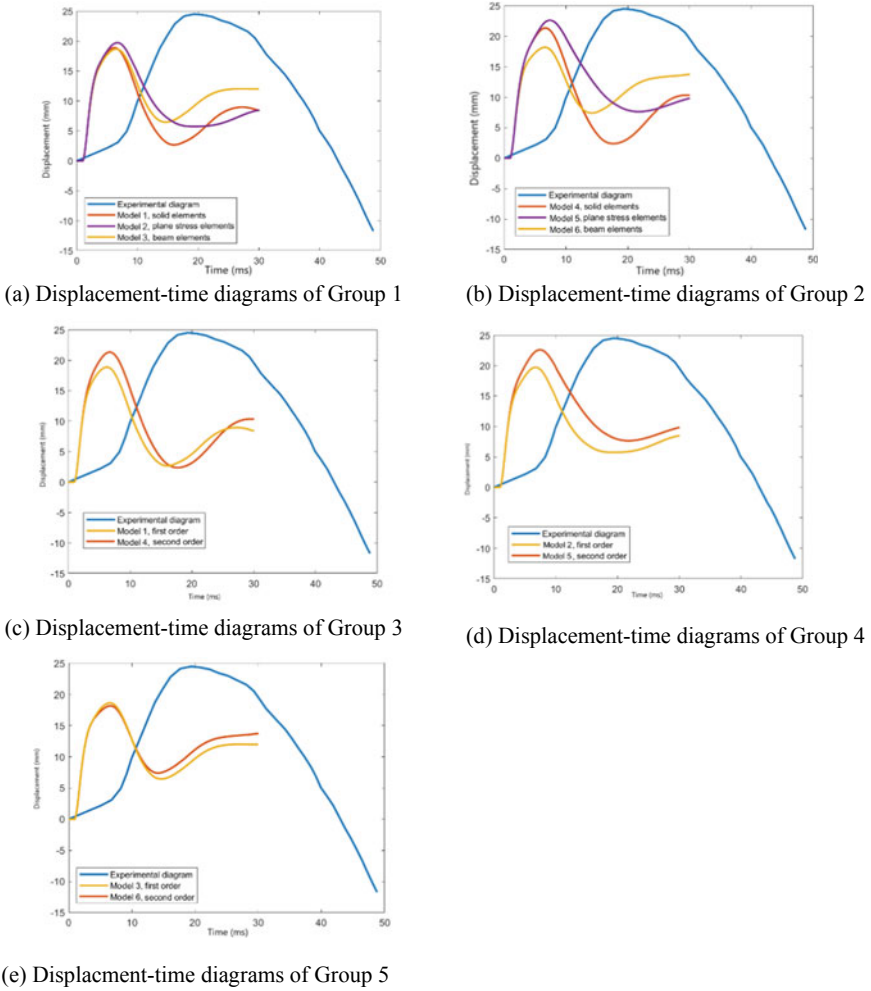 25
20
15
10
5
0
-5
-10
-15
0 10 20 30 40 50
Displacement (mm)
Time (ms)
Experimental diagram
Model 1, solid elements
Model 2, plane stress elements
Model 3, beam elements
(a) Displacement-time diagrams of Group 1
25
20
15
10
5
0
-5
-10
-15
0 10 20 30 40 50
Displacement (mm)
Time (ms)
Experimental diagram
Model 4, solid elements
Model 5, plane stress elements
Model 6, beam elements
(b) Displacement-time diagrams of Group 2
25
20
15
10
5
0
-5
-10
-15
0 10 20 30 40 50
Displacement (mm)
Time (ms)
Experimental diagram
Model 1, first order
Model 4, second order
(c) Displacement-time diagrams of Group 3
25
20
15
10
5
0
-5
-10
-15
0 10 20 30 40 50
Displacement (mm)
Time (ms)
Experimental diagram
Model 2, first order
Model 5, second order
(d) Displacement-time diagrams of Group 4
25
20
15
10
5
0
-5
-10
-15
0 10 20 30 40 50
Displacement (mm)
Time (ms)
Experimental diagram
Model 3, first order
Model 6, second order
(e) Displacment-time diagrams of Group 5